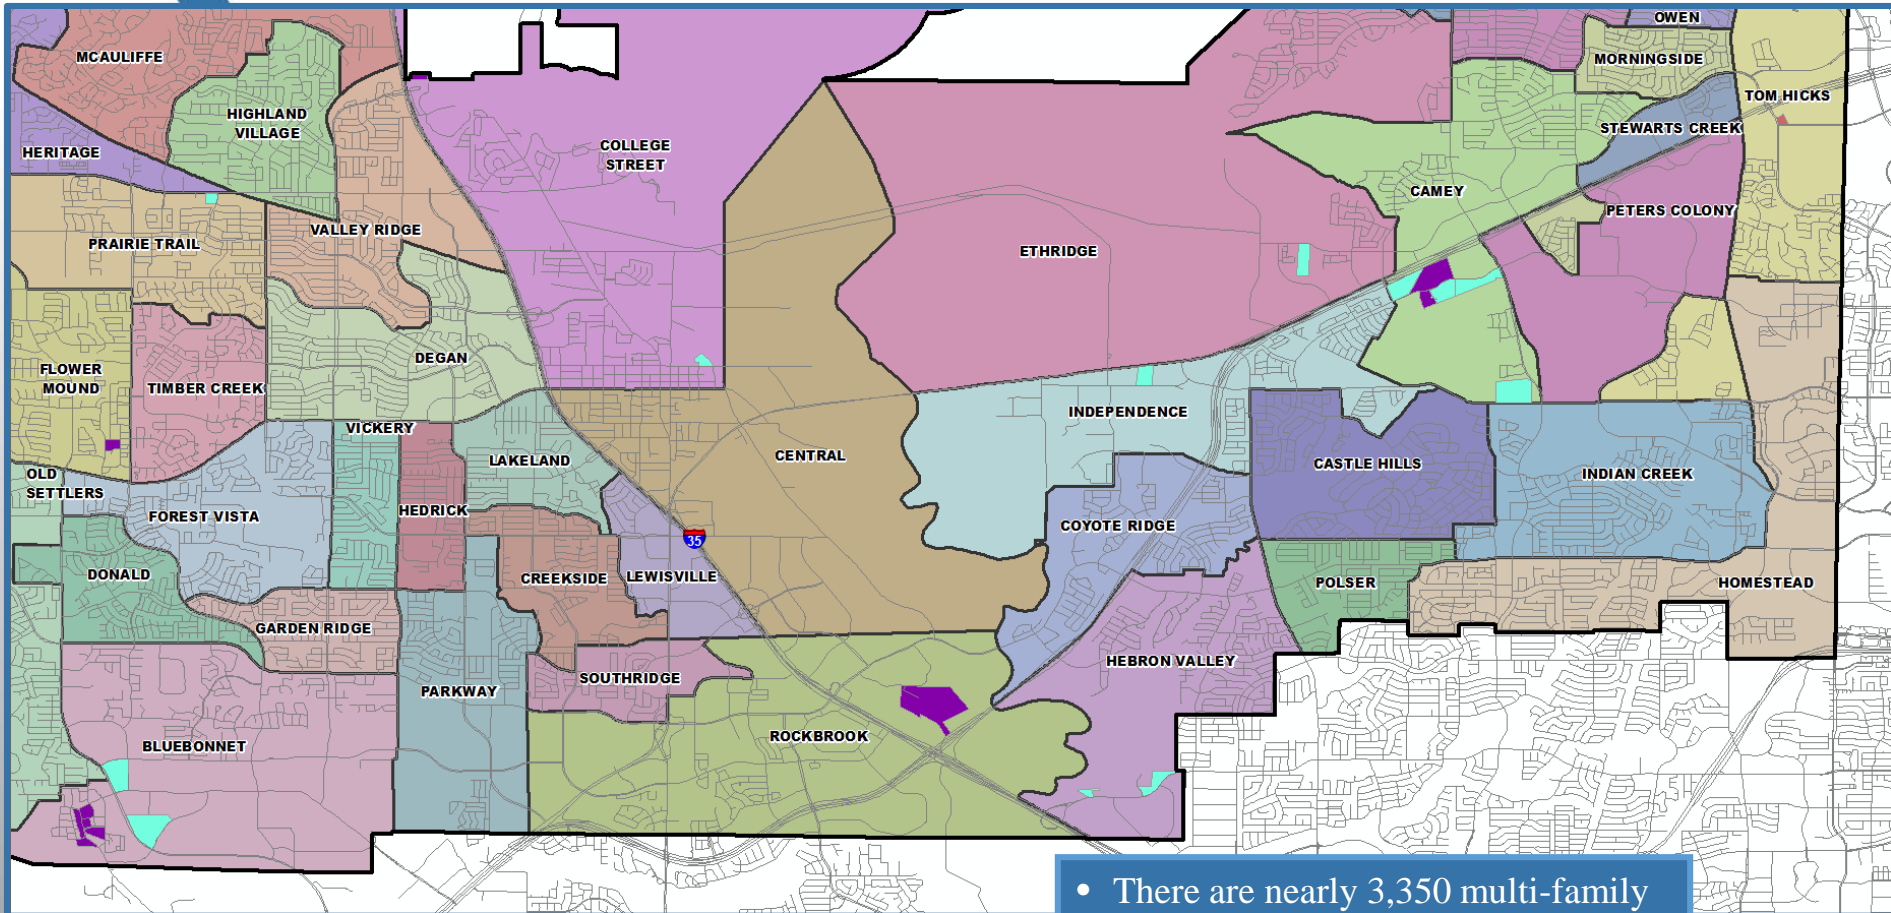 OWEN
MCAULIFFE
MORNINGSIDE
TOM HICKS
HIGHLAND
VILLAGE
STEWARTS CREEK
HERITAGE
COLLEGE
STREET
CAMEY
PETERS COLONY
VALLEY RIDGE
PRAIRIE TRAIL
ETHRIDGE
DEGAN
FLOWER
MOUND
TIMBER CREEK
INDEPENDENCE
VICKERY
CENTRAL
LAKELAND
CASTLE HILLS
INDIAN CREEK
OLD
SETTLERS
HEDRICK
FOREST VISTA
COYOTE RIDGE
35
DONALD
CREEKSIDE
LEWISVILLE
POLSER
HOMESTEAD
GARDEN RIDGE
HEBRON VALLEY
SOUTHRIDGE
PARKWAY
ROCKBROOK
BLUEBONNET
• There are nearly 3,350 multi-family